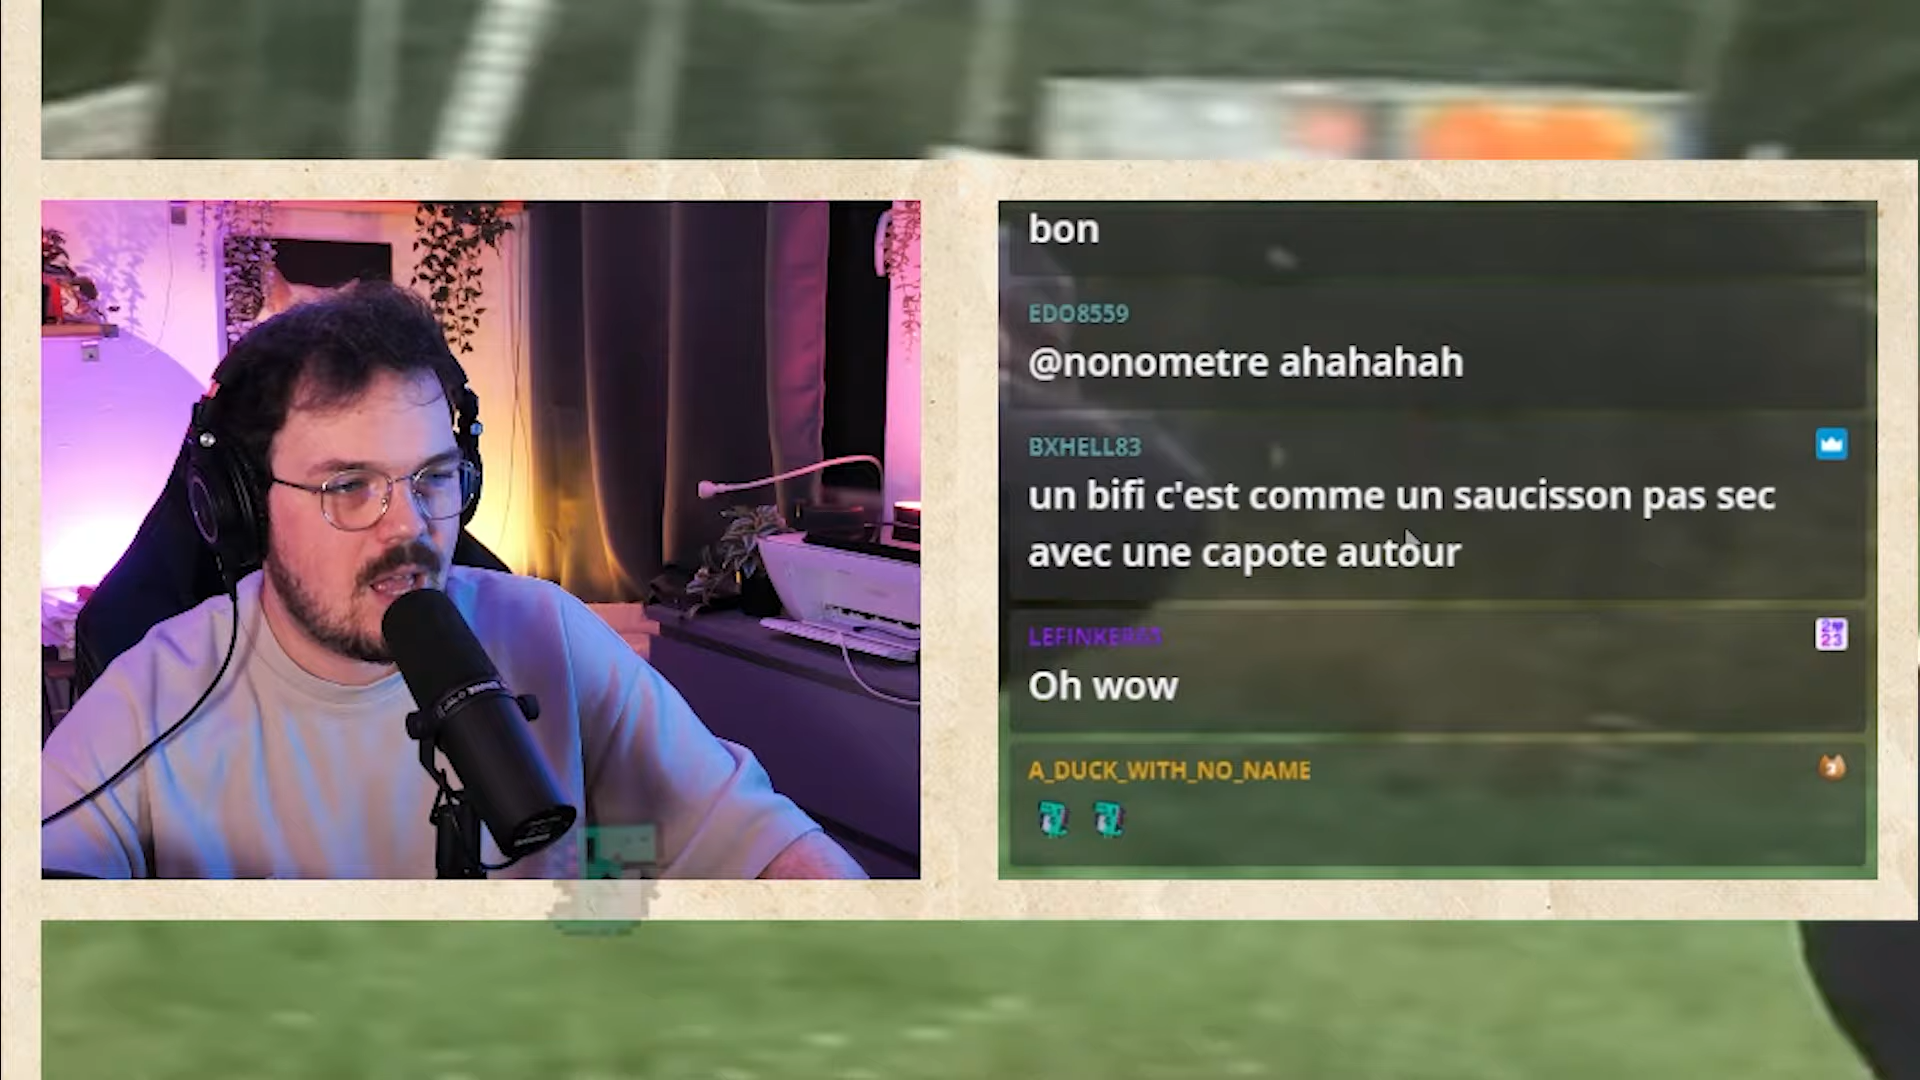 bon
EDO8559
@nonometre ahahahah
BXHELL83
un bifi c'est comme un saucisson pas sec
avec une capote autour
Oh wow
A_DUCK_WITH_NO_NAME